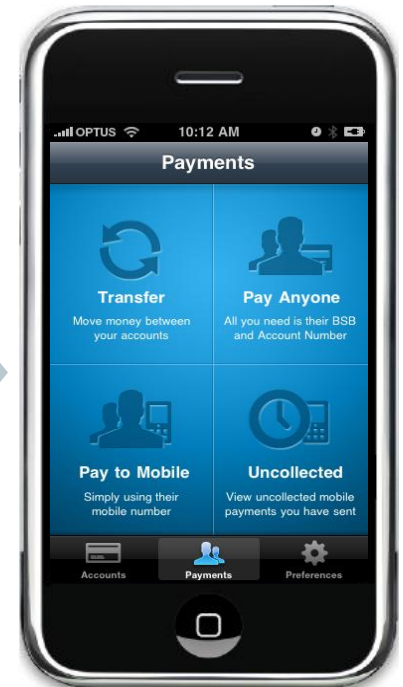 OPTUS 10:12 AM
Payments
Transfer
Move money between
your accounts
Pay Anyone
All you need is their BSB
and Account Number
Pay to Mobile
Simply using their
mobile number
Uncollected
View uncollected mobile
payments you have sent
Accounts Payments Preferences